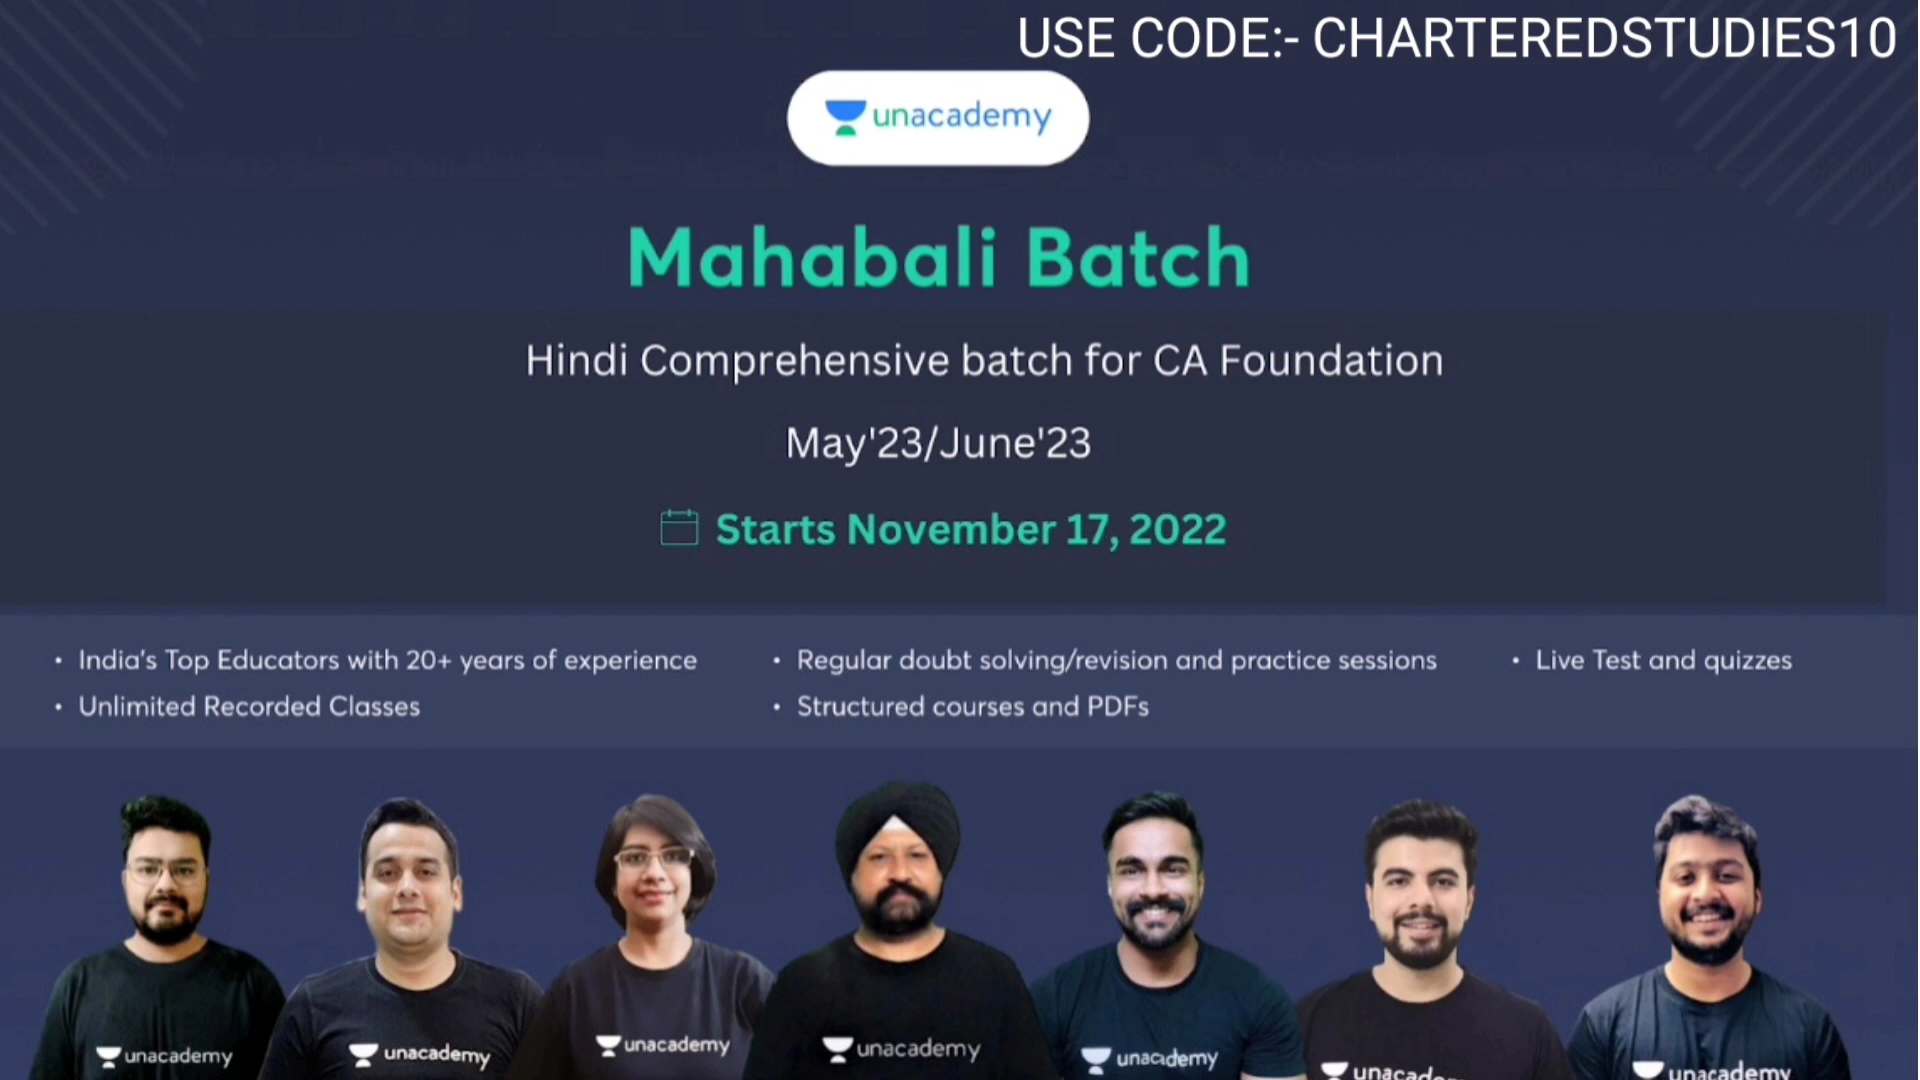 USE CODE:- CHARTEREDSTUDIES10
unacademy
Mahabali Batch
Hindi Comprehensive batch for CA Foundation
May'23/June'23
Starts November 17, 2022
• India's Top Educators with 20+ years of experience
• Unlimited Recorded Classes
• Regular doubt solving/revision and practice sessions
• Structured courses and PDFs
• Live Test and quizzes
unacademy
unacademy
unacademy
unacademy
unacademy
unacademy